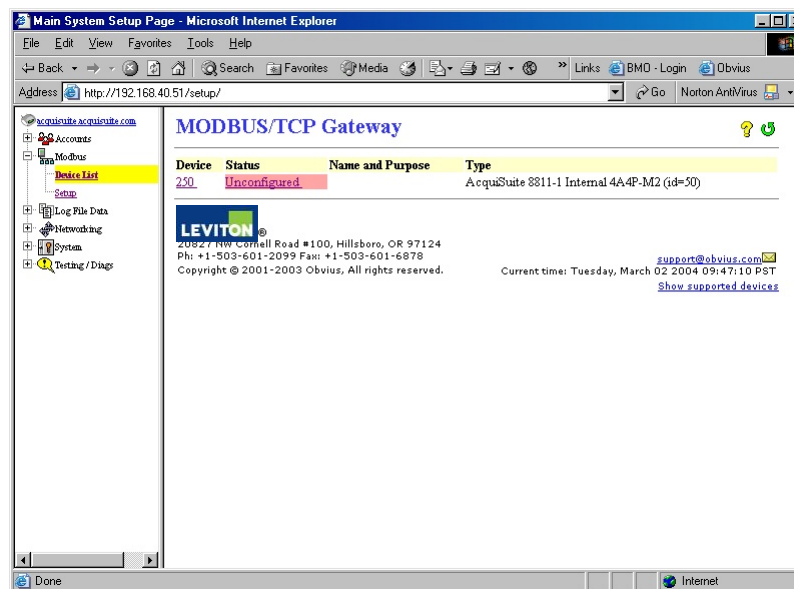 Main System Setup Page - Microsoft Internet Explorer
File Edit View Favorites Tools Help
Back Search Favorites Media » Links BMO - Login Obvius
Address http://192.168.40.51/setup/ Go Norton AntiVirus
acquisuite.acquisuite.com
Accounts
Modbus
Device List
Setup
Log File Data
Networking
System
Testing / Diags
MODBUS/TCP Gateway
Device Status Name and Purpose Type
250 Unconfigured AcquiSuite 8811-1 Internal 4A4P-M2 (id=50)
LEVITON ®
20827 NW Cornell Road #100, Hillsboro, OR 97124
Ph: +1-503-601-2099 Fax: +1-503-601-6878
Copyright © 2001-2003 Obvius, All rights reserved.
support@obvius.com
Current time: Tuesday, March 02 2004 09:47:10 PST
Show supported devices
Done Internet